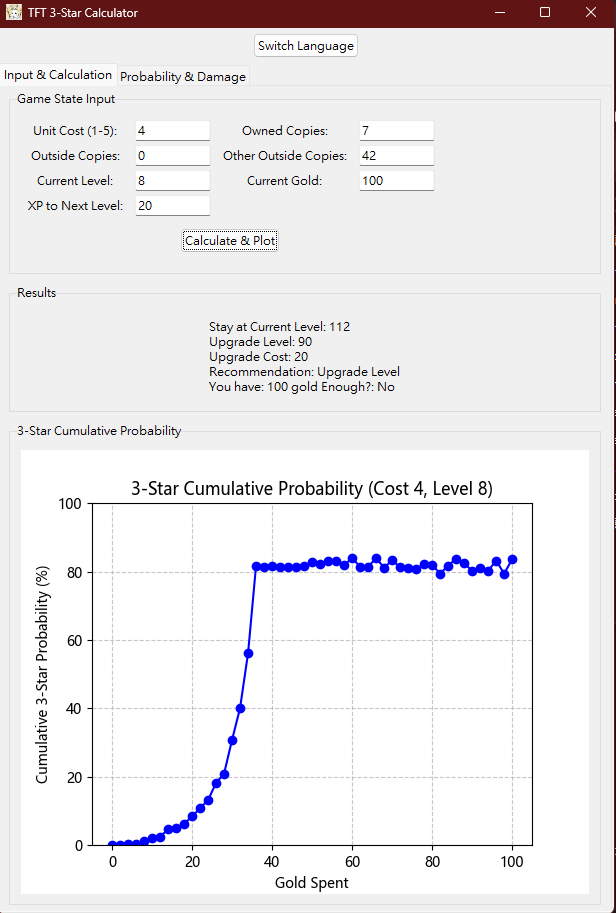 TFT 3-Star Calculator
Switch Language
Input & Calculation Probability & Damage
Game State Input
Unit Cost (1-5): 4 Owned Copies: 7
Outside Copies: 0 Other Outside Copies: 42
Current Level: 8 Current Gold: 100
XP to Next Level: 20
Calculate & Plot
Results
Stay at Current Level: 112
Upgrade Level: 90
Upgrade Cost: 20
Recommendation: Upgrade Level
You have: 100 gold Enough?: No
3-Star Cumulative Probability
3-Star Cumulative Probability (Cost 4, Level 8)
100
80
60
40
20
0
Cumulative 3-Star Probability (%)
0 20 40 60 80 100
Gold Spent